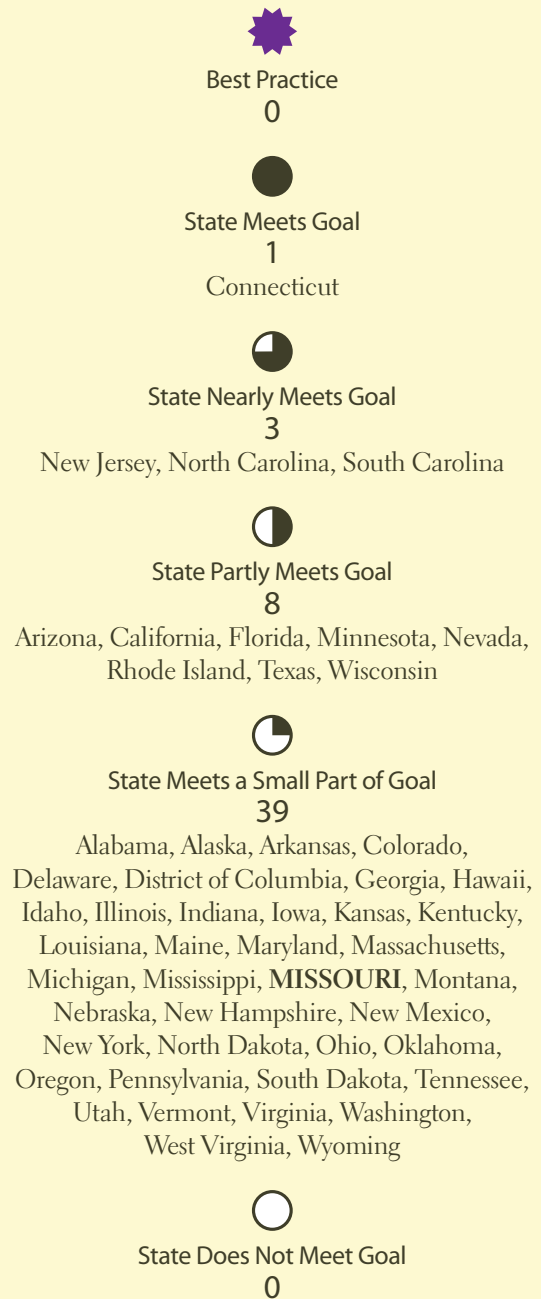 Best Practice
0
State Meets Goal
1
Connecticut
State Nearly Meets Goal
3
New Jersey, North Carolina, South Carolina
State Partly Meets Goal
8
Arizona, California, Florida, Minnesota, Nevada,
Rhode Island, Texas, Wisconsin
State Meets a Small Part of Goal
39
Alabama, Alaska, Arkansas, Colorado,
Delaware, District of Columbia, Georgia, Hawaii,
Idaho, Illinois, Indiana, Iowa, Kansas, Kentucky,
Louisiana, Maine, Maryland, Massachusetts,
Michigan, Mississippi, MISSOURI, Montana,
Nebraska, New Hampshire, New Mexico,
New York, North Dakota, Ohio, Oklahoma,
Oregon, Pennsylvania, South Dakota, Tennessee,
Utah, Vermont, Virginia, Washington,
West Virginia, Wyoming
State Does Not Meet Goal
0